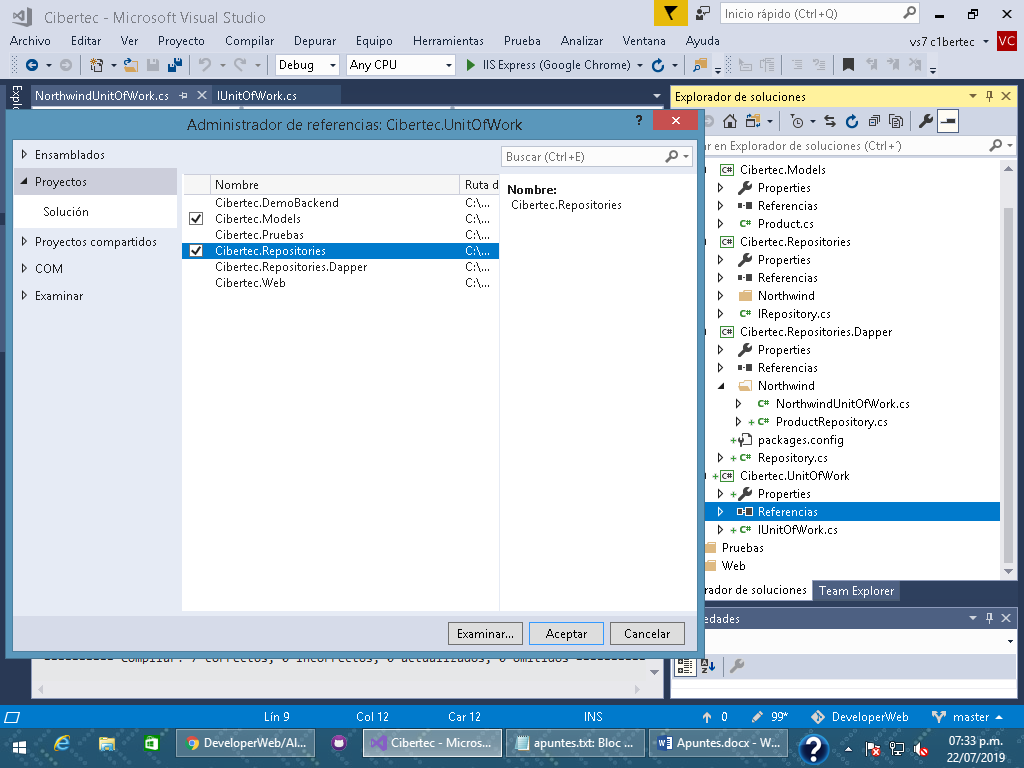 Cibertec - Microsoft Visual Studio
Inicio rápido (Ctrl+Q)
Archivo Editar Ver Proyecto Compilar Depurar Equipo Herramientas Prueba Analizar Ventana Ayuda
vs7 c1bertec VC
Debug Any CPU IIS Express (Google Chrome)
NorthwindUnitOfWork.cs IUnitOfWork.cs
Explorador de soluciones
Administrador de referencias: Cibertec.UnitOfWork
?
Ensamblados
Proyectos
Solución
Proyectos compartidos
COM
Examinar
Buscar (Ctrl+E)
Nombre Ruta d
Cibertec.DemoBackend C:\...
Cibertec.Models C:\...
Cibertec.Pruebas C:\...
Cibertec.Repositories C:\...
Cibertec.Repositories.Dapper C:\...
Cibertec.Web C:\...
Nombre:
Cibertec.Repositories
Examinar... Aceptar Cancelar
ar en Explorador de soluciones (Ctrl+´)
Cibertec.Models
Properties
Referencias
Product.cs
Cibertec.Repositories
Properties
Referencias
Northwind
IRepository.cs
Cibertec.Repositories.Dapper
Properties
Referencias
Northwind
NorthwindUnitOfWork.cs
ProductRepository.cs
packages.config
Repository.cs
Cibertec.UnitOfWork
Properties
Referencias
IUnitOfWork.cs
Pruebas
Web
rador de soluciones Team Explorer
edades
Lín 9 Col 12 Car 12 INS 0 99* DeveloperWeb master
DeveloperWeb/Al... Cibertec - Micros... apuntes.txt: Bloc ... Apuntes.docx - W...
07:33 p.m.
22/07/2019